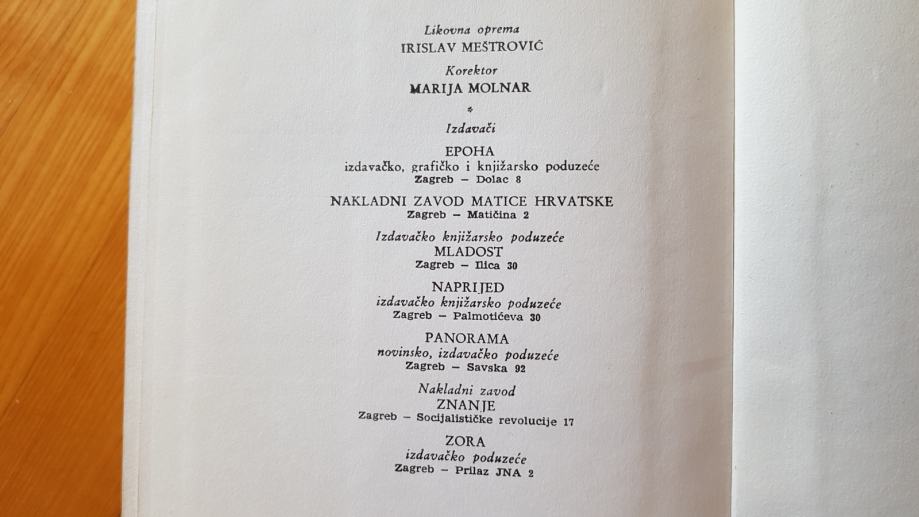 Likovna oprema
IRISLAV MEŠTROVIĆ
Korektor
MARIJA MOLNAR
*
Izdavači
EPOHA
izdavačko, grafičko i knjižarsko poduzeće
Zagreb — Dolac 8
NAKLADNI ZAVOD MATICE HRVATSKE
Zagreb — Matičina 2
Izdavačko knjižarsko poduzeće
MLADOST
Zagreb — Ilica 30
NAPRIJED
izdavačko knjižarsko poduzeće
Zagreb — Palmotićeva 30
PANORAMA
novinsko, izdavačko poduzeće
Zagreb — Savska 92
Nakladni zavod
ZNANJE
Zagreb — Socijalističke revolucije 17
ZORA
izdavačko poduzeće
Zagreb — Prilaz JNA 2